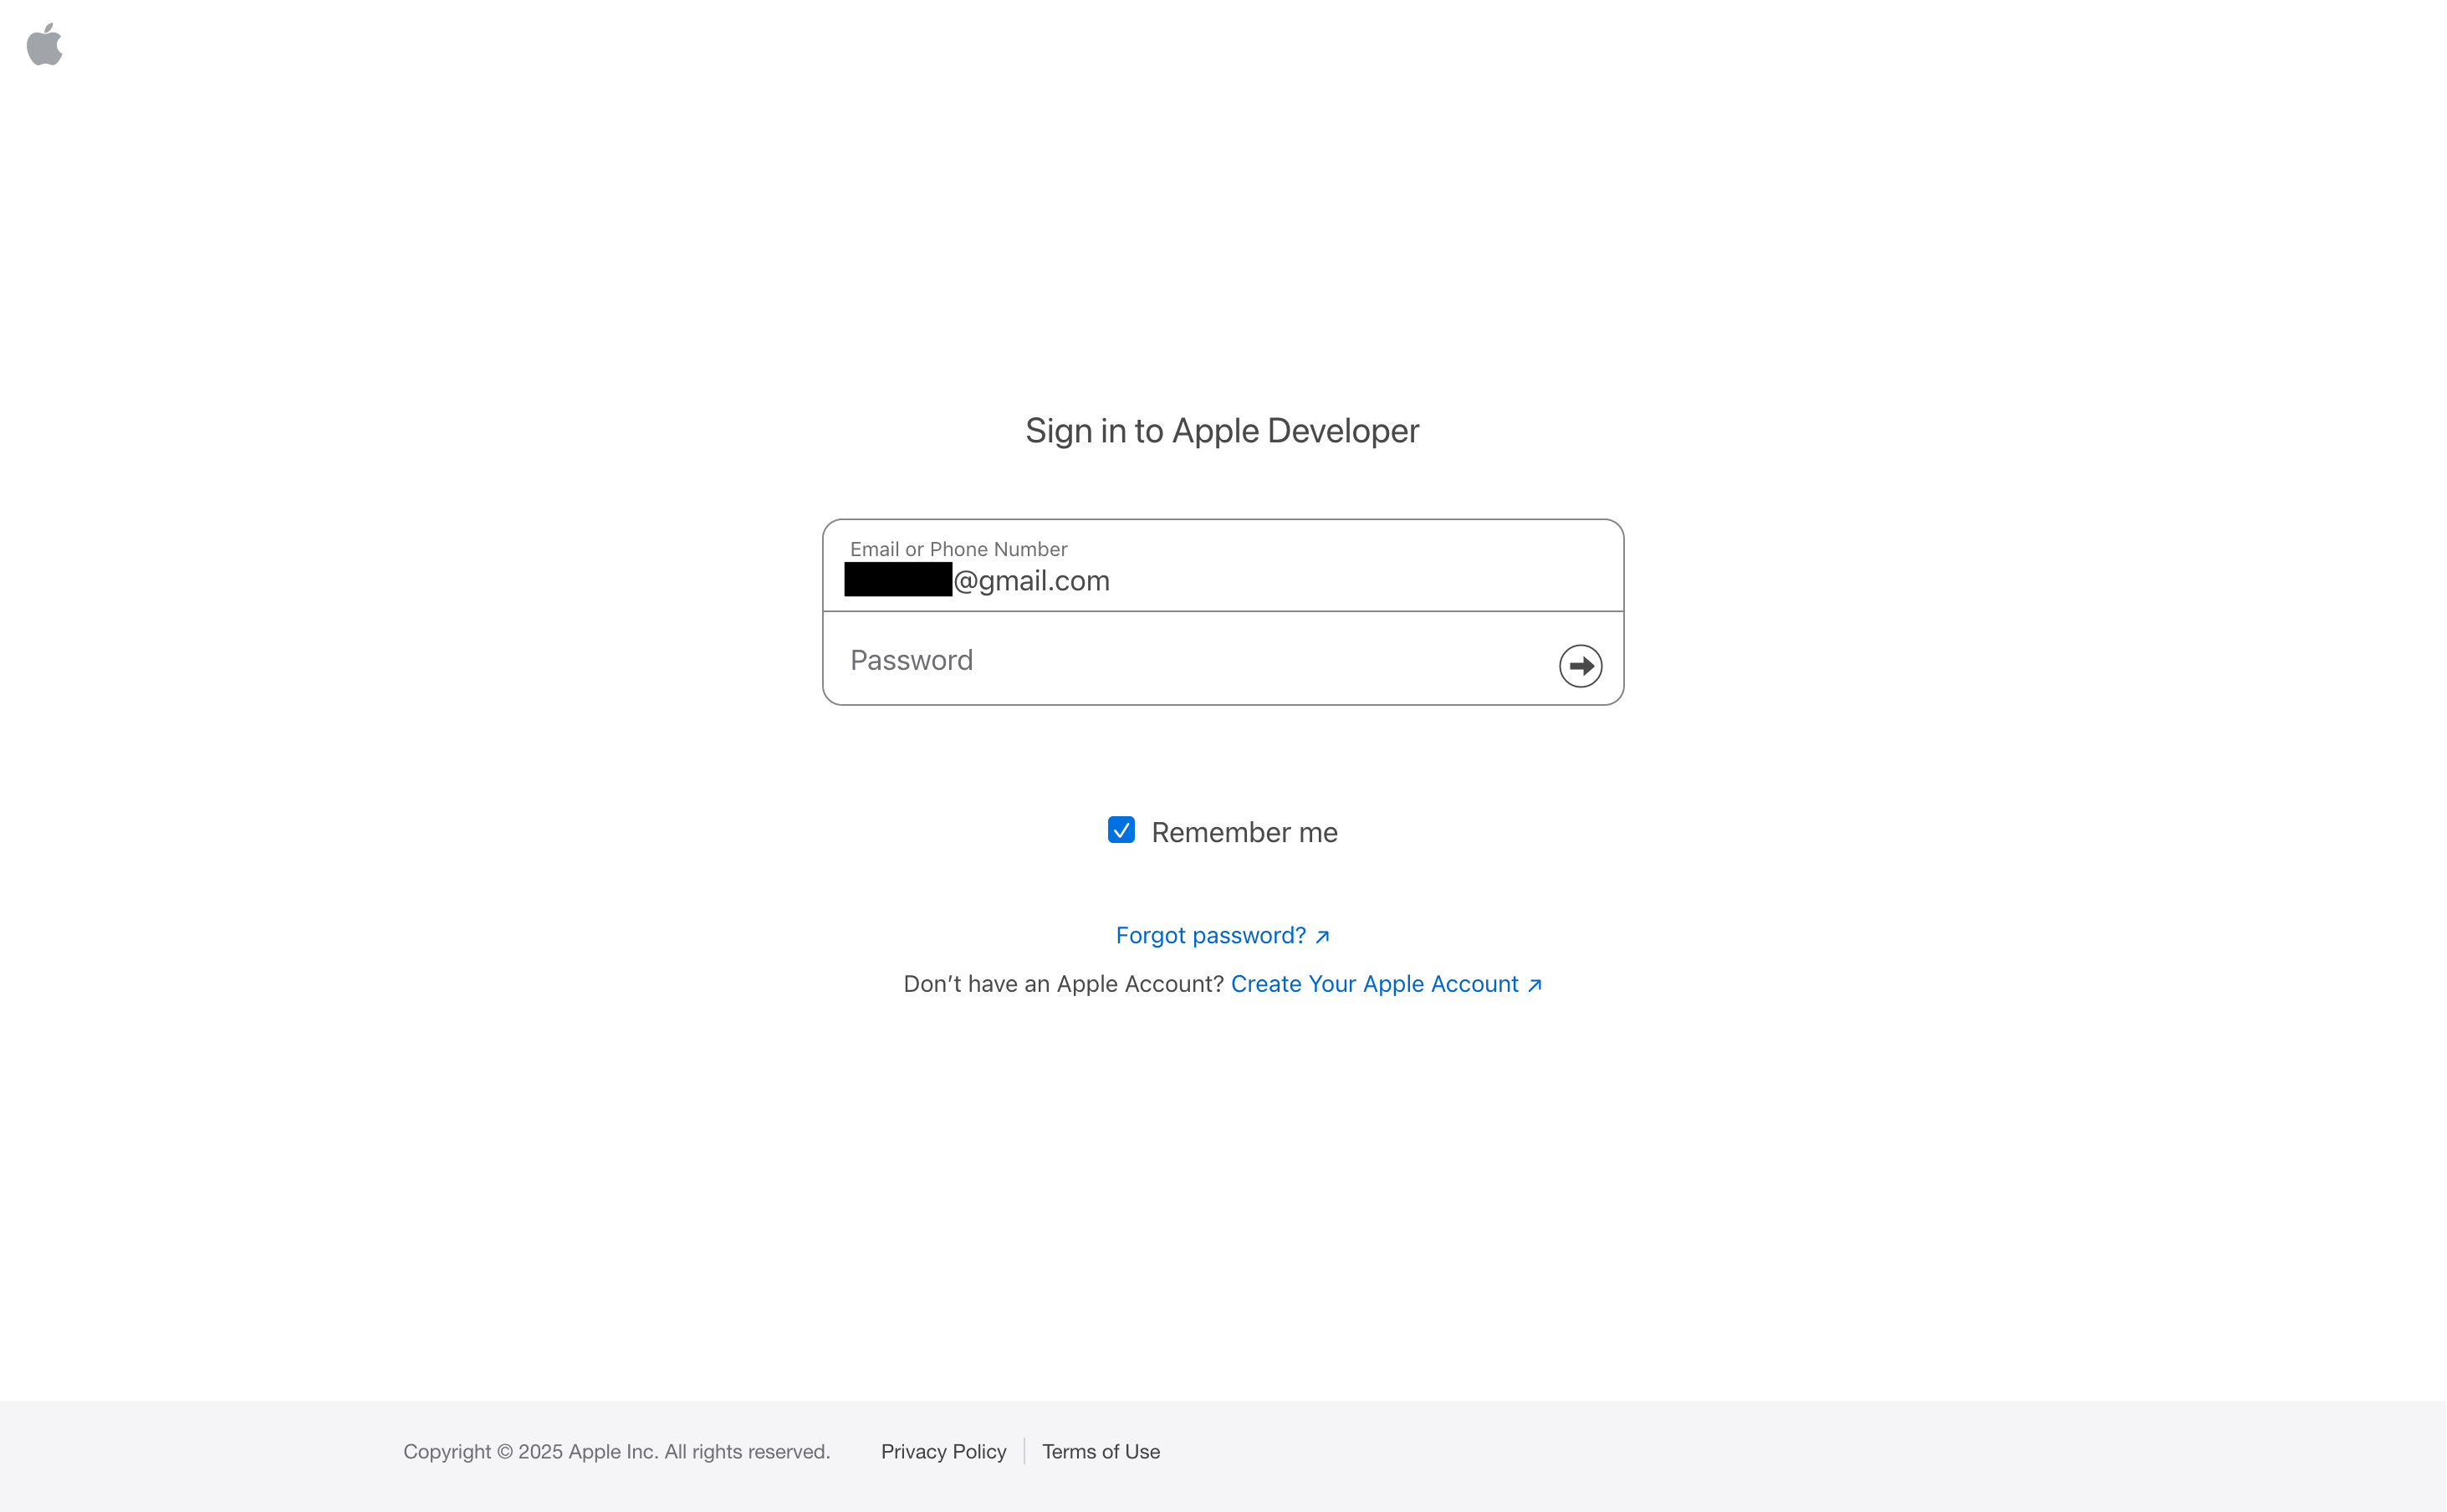 Sign in to Apple Developer
Email or Phone Number
@gmail.com
Password
Remember me
Forgot password? ↗
Don’t have an Apple Account? Create Your Apple Account ↗
Copyright © 2025 Apple Inc. All rights reserved. Privacy Policy Terms of Use